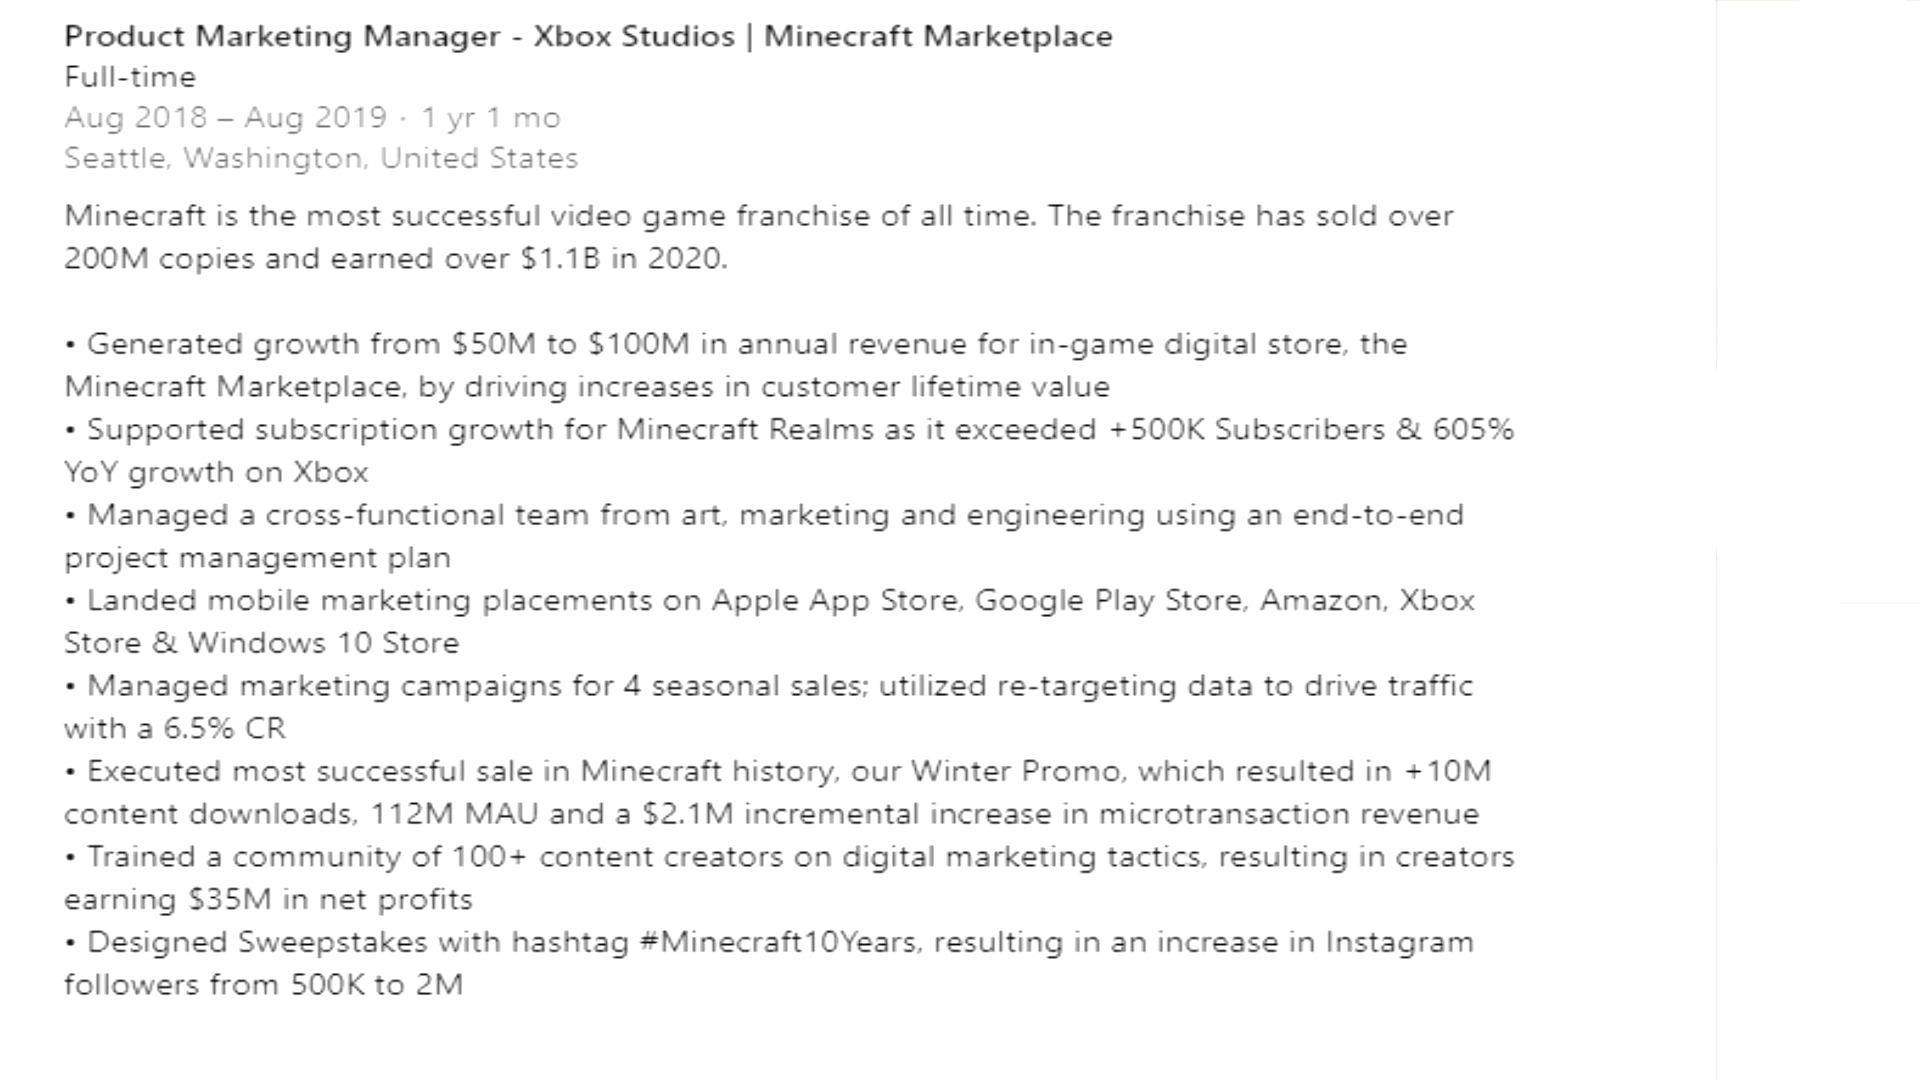 Product Marketing Manager - Xbox Studios | Minecraft Marketplace
Full-time
Aug 2018 – Aug 2019 · 1 yr 1 mo
Seattle, Washington, United States
Minecraft is the most successful video game franchise of all time. The franchise has sold over
200M copies and earned over $1.1B in 2020.
• Generated growth from $50M to $100M in annual revenue for in-game digital store, the
Minecraft Marketplace, by driving increases in customer lifetime value
• Supported subscription growth for Minecraft Realms as it exceeded +500K Subscribers & 605%
YoY growth on Xbox
• Managed a cross-functional team from art, marketing and engineering using an end-to-end
project management plan
• Landed mobile marketing placements on Apple App Store, Google Play Store, Amazon, Xbox
Store & Windows 10 Store
• Managed marketing campaigns for 4 seasonal sales; utilized re-targeting data to drive traffic
with a 6.5% CR
• Executed most successful sale in Minecraft history, our Winter Promo, which resulted in +10M
content downloads, 112M MAU and a $2.1M incremental increase in microtransaction revenue
• Trained a community of 100+ content creators on digital marketing tactics, resulting in creators
earning $35M in net profits
• Designed Sweepstakes with hashtag #Minecraft10Years, resulting in an increase in Instagram
followers from 500K to 2M